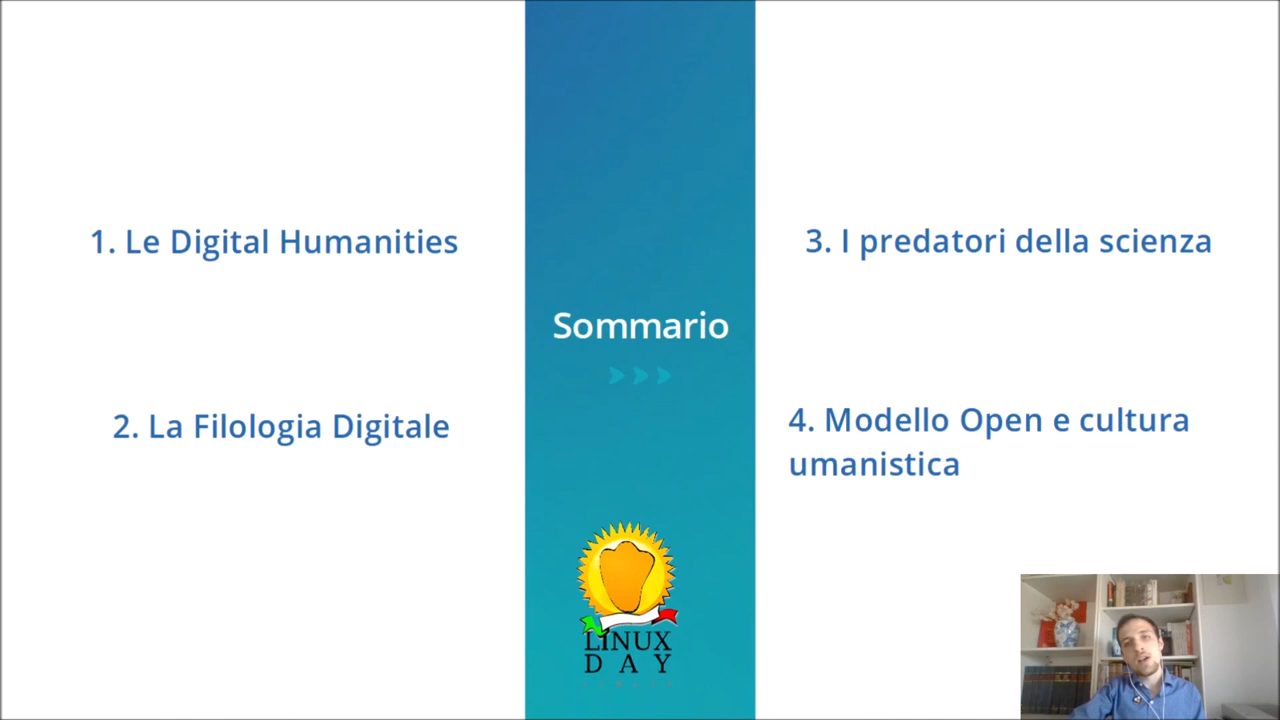 1. Le Digital Humanities
2. La Filologia Digitale
Sommario
LINUX
DAY
3. I predatori della scienza
4. Modello Open e cultura
umanistica